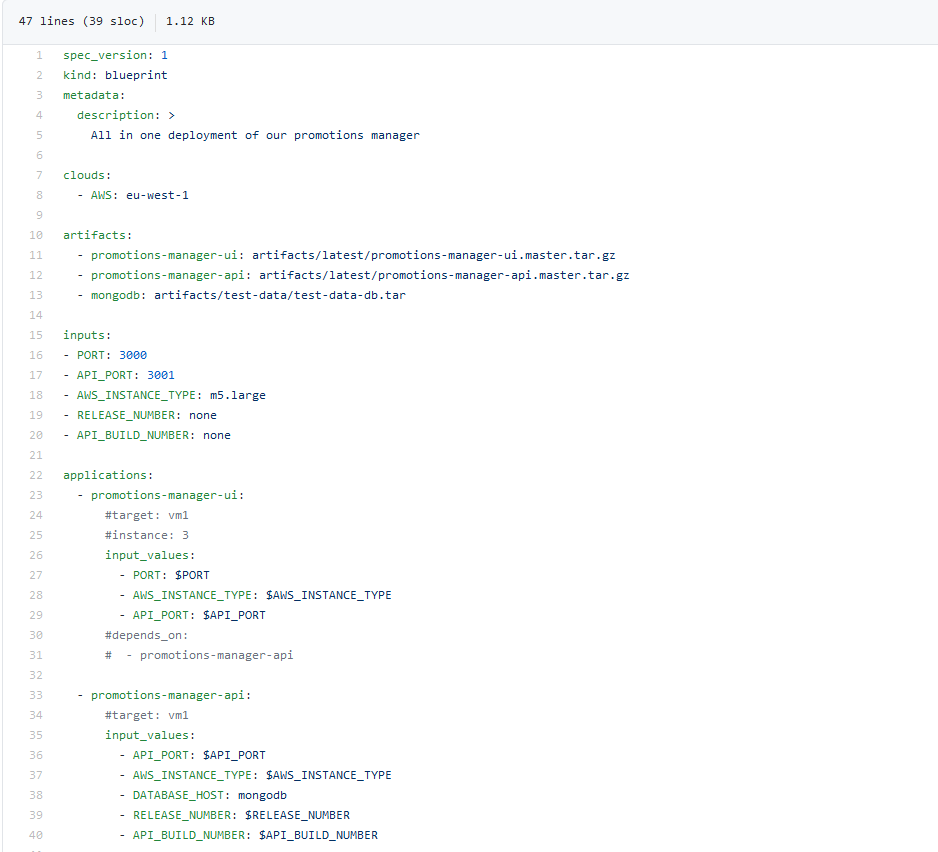 47 lines (39 sloc) 1.12 KB
1 spec_version: 1
2 kind: blueprint
3 metadata:
4   description: >
5     All in one deployment of our promotions manager
6
7 clouds:
8   - AWS: eu-west-1
9
10 artifacts:
11   - promotions-manager-ui: artifacts/latest/promotions-manager-ui.master.tar.gz
12   - promotions-manager-api: artifacts/latest/promotions-manager-api.master.tar.gz
13   - mongodb: artifacts/test-data/test-data-db.tar
14
15 inputs:
16 - PORT: 3000
17 - API_PORT: 3001
18 - AWS_INSTANCE_TYPE: m5.large
19 - RELEASE_NUMBER: none
20 - API_BUILD_NUMBER: none
21
22 applications:
23   - promotions-manager-ui:
24       #target: vm1
25       #instance: 3
26       input_values:
27         - PORT: $PORT
28         - AWS_INSTANCE_TYPE: $AWS_INSTANCE_TYPE
29         - API_PORT: $API_PORT
30       #depends_on:
31       #  - promotions-manager-api
32
33   - promotions-manager-api:
34       #target: vm1
35       input_values:
36         - API_PORT: $API_PORT
37         - AWS_INSTANCE_TYPE: $AWS_INSTANCE_TYPE
38         - DATABASE_HOST: mongodb
39         - RELEASE_NUMBER: $RELEASE_NUMBER
40         - API_BUILD_NUMBER: $API_BUILD_NUMBER